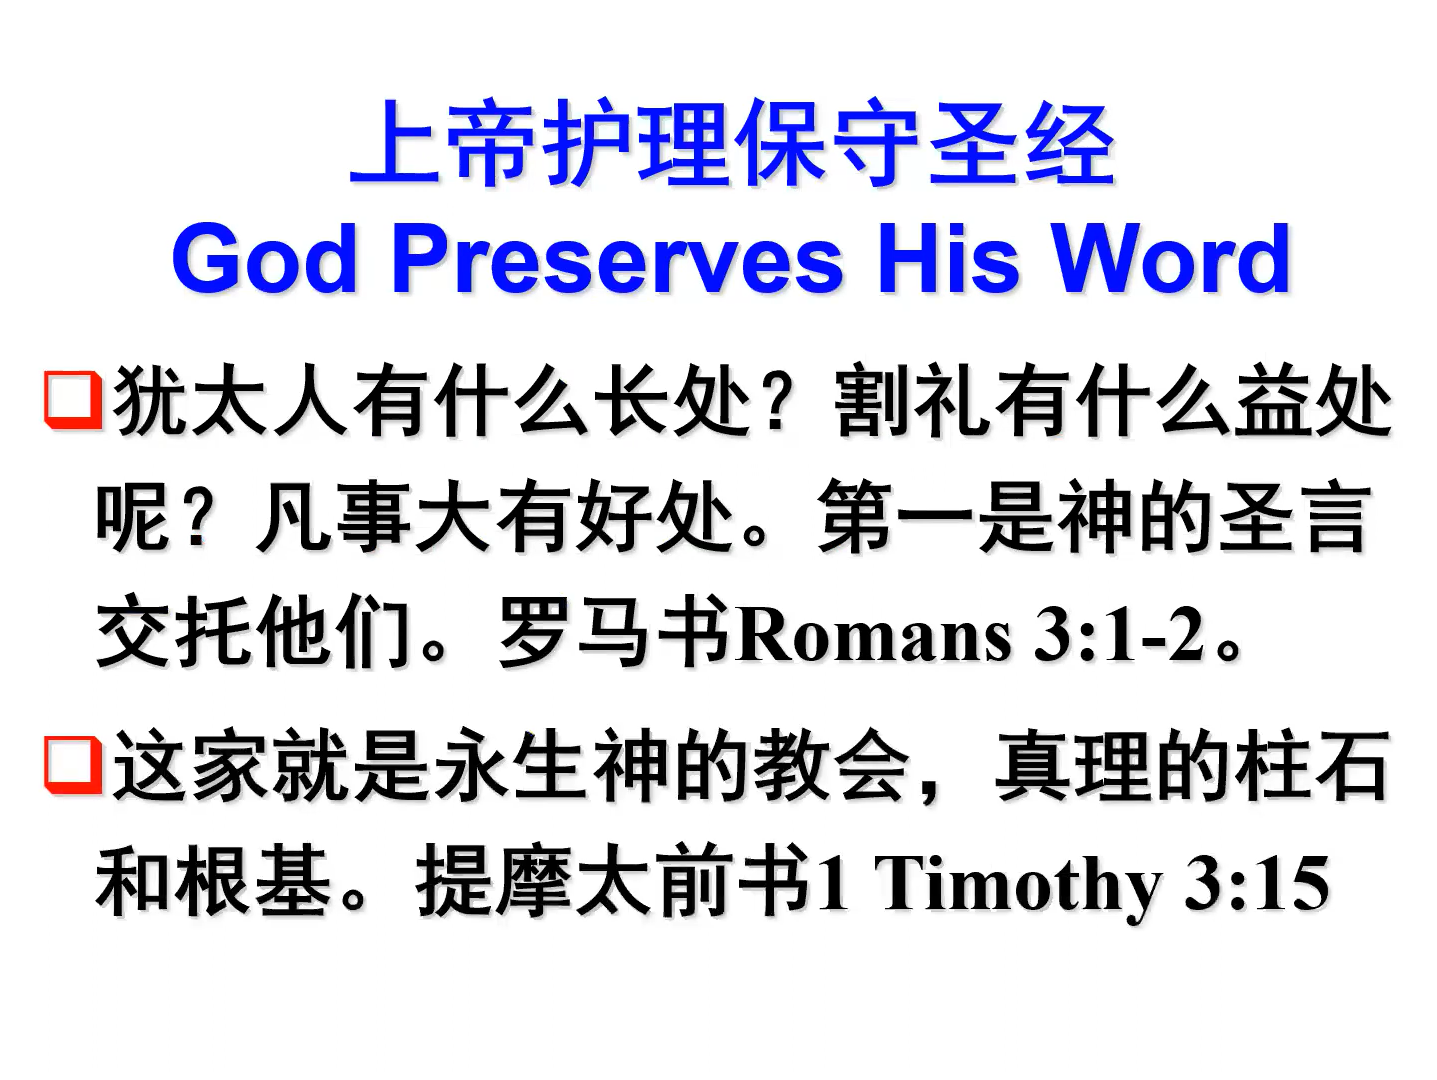 上帝护理保守圣经
God Preserves His Word
犹太人有什么长处？割礼有什么益处
呢？凡事大有好处。第一是神的圣言
交托他们。罗马书Romans 3:1-2。
这家就是永生神的教会，真理的柱石
和根基。提摩太前书1 Timothy 3:15